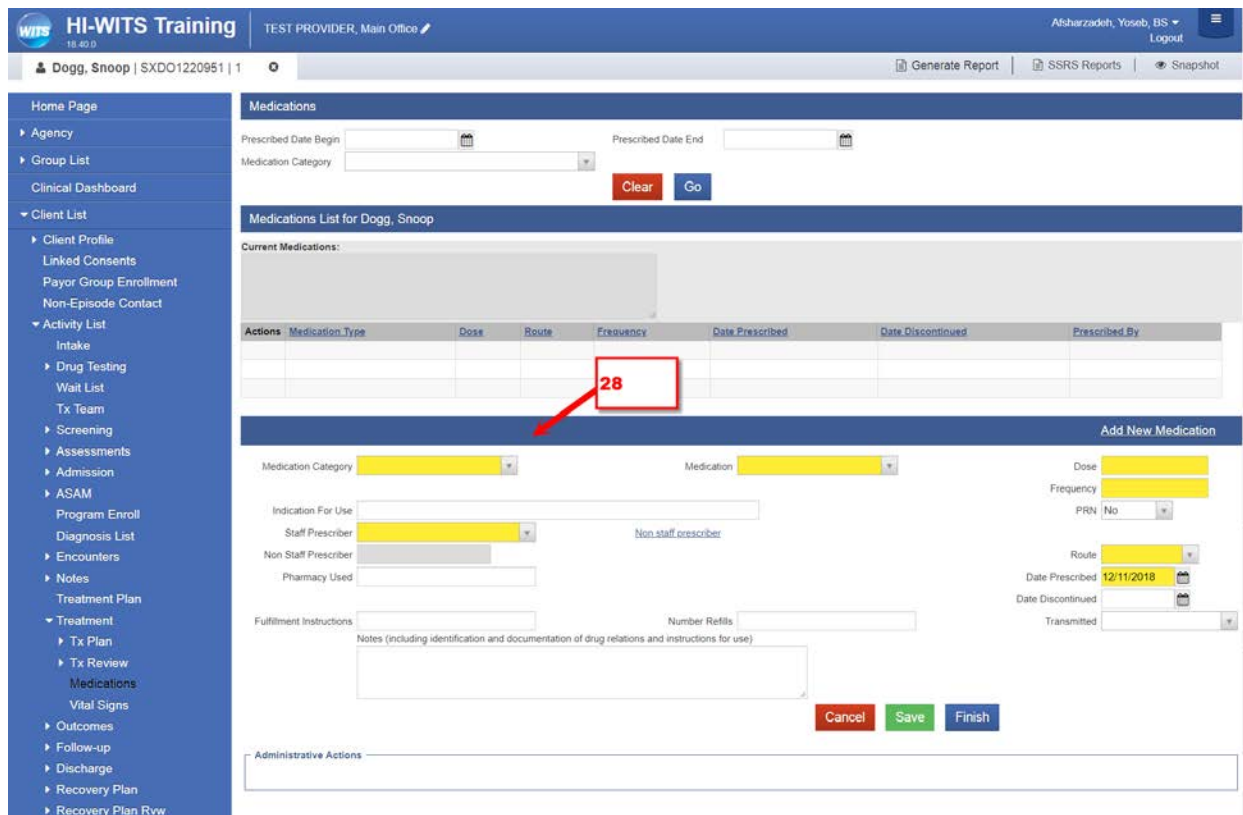 WITS HI-WITS Training TEST PROVIDER, Main Office Afsharzadeh, Yoseb, BS
18.40.0 Logout
Dogg, Snoop | SXDO1220951 | 1 Generate Report | SSRS Reports | Snapshot
Home Page
Agency
Group List
Clinical Dashboard
Client List
Client Profile
Linked Consents
Payor Group Enrollment
Non-Episode Contact
Activity List
Intake
Drug Testing
Wait List
Tx Team
Screening
Assessments
Admission
ASAM
Program Enroll
Diagnosis List
Encounters
Notes
Treatment Plan
Treatment
Tx Plan
Tx Review
Medications
Vital Signs
Outcomes
Follow-up
Discharge
Recovery Plan
Recovery Plan Rvw
Medications
Prescribed Date Begin Prescribed Date End
Medication Category
Clear Go
Medications List for Dogg, Snoop
Current Medications:
Actions Medication Type Dose Route Frequency Date Prescribed Date Discontinued Prescribed By
28
Add New Medication
Medication Category Medication Dose
Frequency
Indication For Use PRN No
Staff Prescriber Non staff prescriber
Non Staff Prescriber Route
Pharmacy Used Date Prescribed 12/11/2018
Date Discontinued
Fulfillment Instructions Number Refills Transmitted
Notes (including identification and documentation of drug relations and instructions for use)
Cancel Save Finish
Administrative Actions